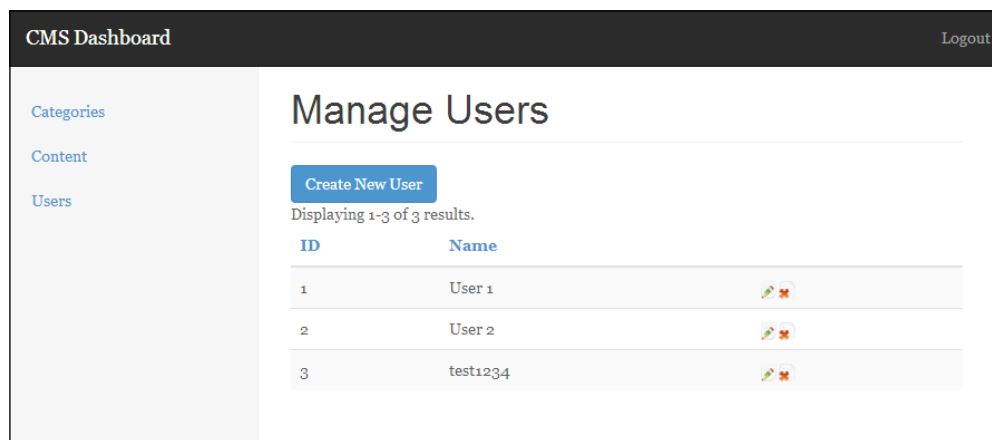 CMS Dashboard
Logout
Categories
Content
Users
Manage Users
Create New User
Displaying 1-3 of 3 results.
ID Name
1 User 1
2 User 2
3 test1234